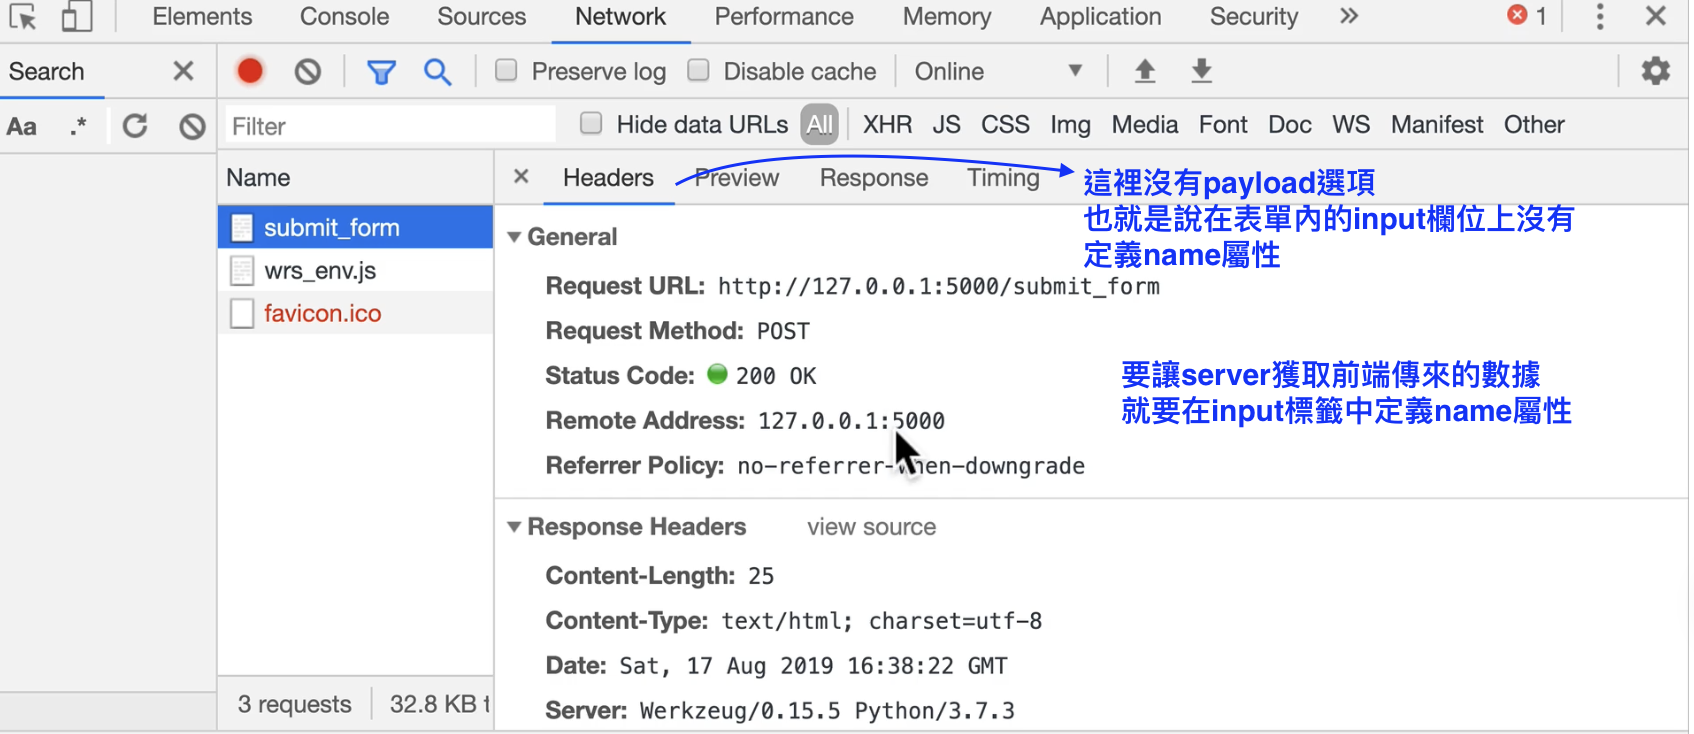 Elements Console Sources Network Performance Memory Application Security » 1
Search Preserve log Disable cache Online
Aa .* Filter Hide data URLs All XHR JS CSS Img Media Font Doc WS Manifest Other
Name Headers Preview Response Timing
這裡沒有payload選項
也就是說在表單內的input欄位上沒有
定義name屬性
submit_form
wrs_env.js
favicon.ico
General
Request URL: http://127.0.0.1:5000/submit_form
Request Method: POST
Status Code: 200 OK
Remote Address: 127.0.0.1:5000
Referrer Policy: no-referrer-when-downgrade
要讓server獲取前端傳來的數據
就要在input標籤中定義name屬性
Response Headers view source
Content-Length: 25
Content-Type: text/html; charset=utf-8
Date: Sat, 17 Aug 2019 16:38:22 GMT
Server: Werkzeug/0.15.5 Python/3.7.3
3 requests 32.8 KB t